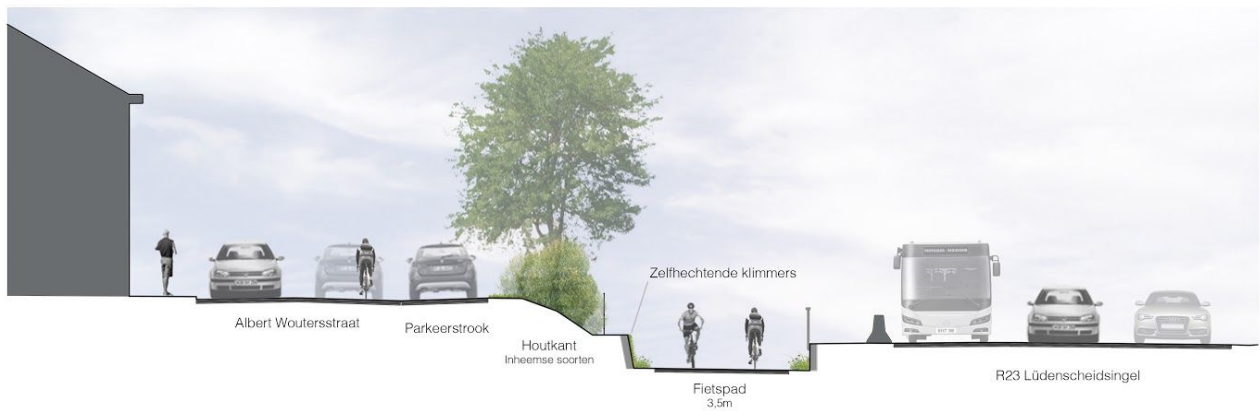 Zelfhechtende klimmers
Albert Woutersstraat
Parkeerstrook
Houtkant
Inheemse soorten
Fietspad
3,5m
R23 Lüdenscheidsingel